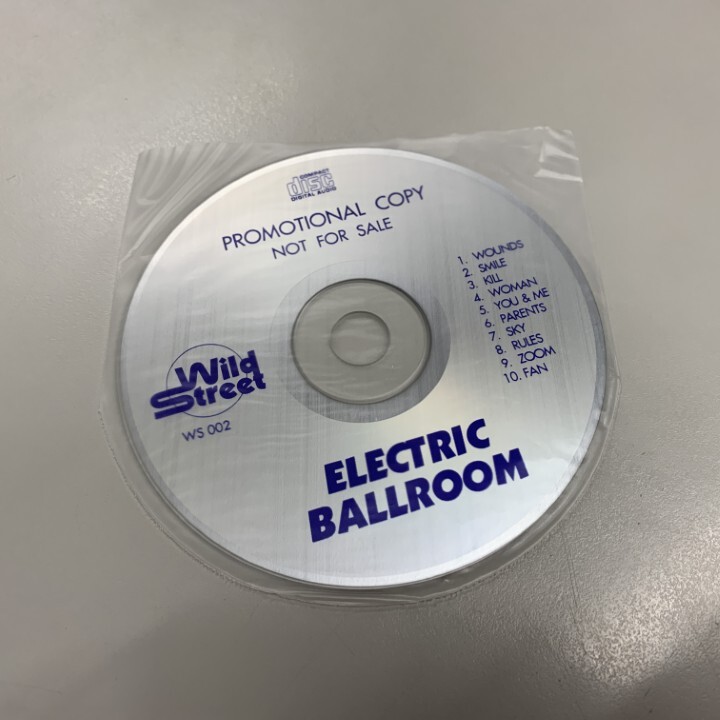 COMPACT
disc
DIGITAL AUDIO
PROMOTIONAL COPY
NOT FOR SALE
1. WOUNDS
2. SMILE
3. KILL
4. WOMAN
5. YOU & ME
6. PARENTS
7. SKY
8. RULES
9. ZOOM
10. FAN
Wild
Street
WS 002
ELECTRIC
BALLROOM